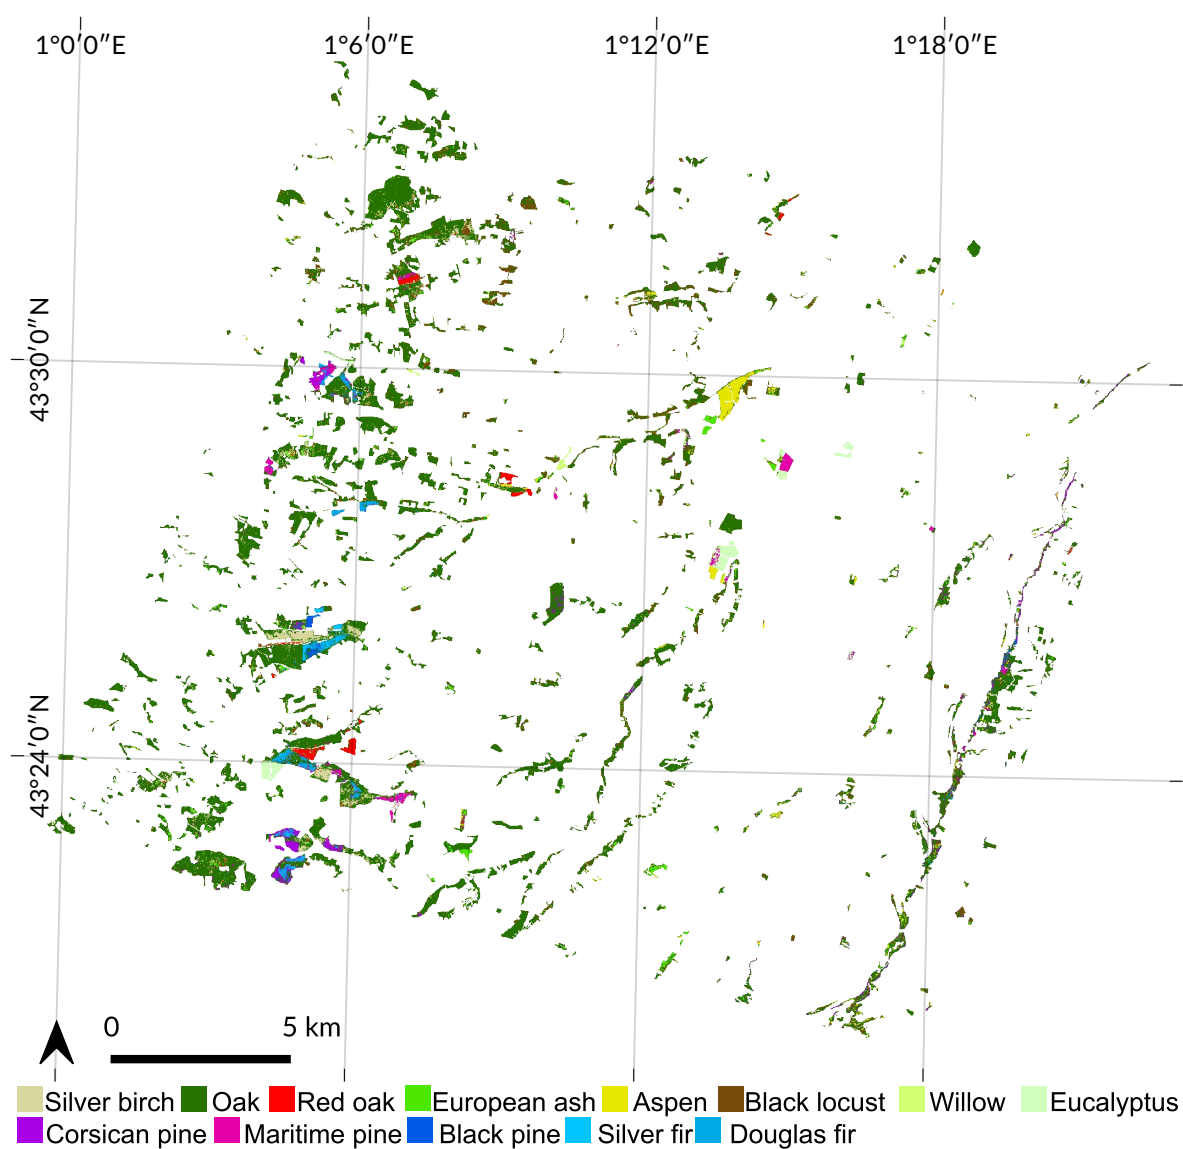 1°0′0″E 1°6′0″E 1°12′0″E 1°18′0″E
43°30′0″N
43°24′0″N
0 5 km
Silver birch Oak Red oak European ash Aspen Black locust Willow Eucalyptus
Corsican pine Maritime pine Black pine Silver fir Douglas fir